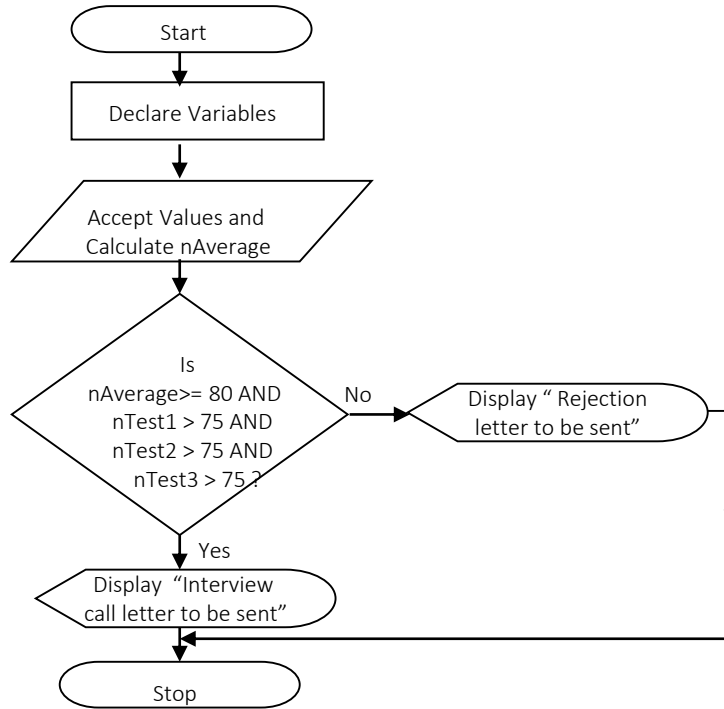 Start
Declare Variables
Accept Values and
Calculate nAverage
Is
nAverage>= 80 AND
nTest1 > 75 AND
nTest2 > 75 AND
nTest3 > 75 ?
No
Display “ Rejection
letter to be sent”
Yes
Display “Interview
call letter to be sent”
Stop